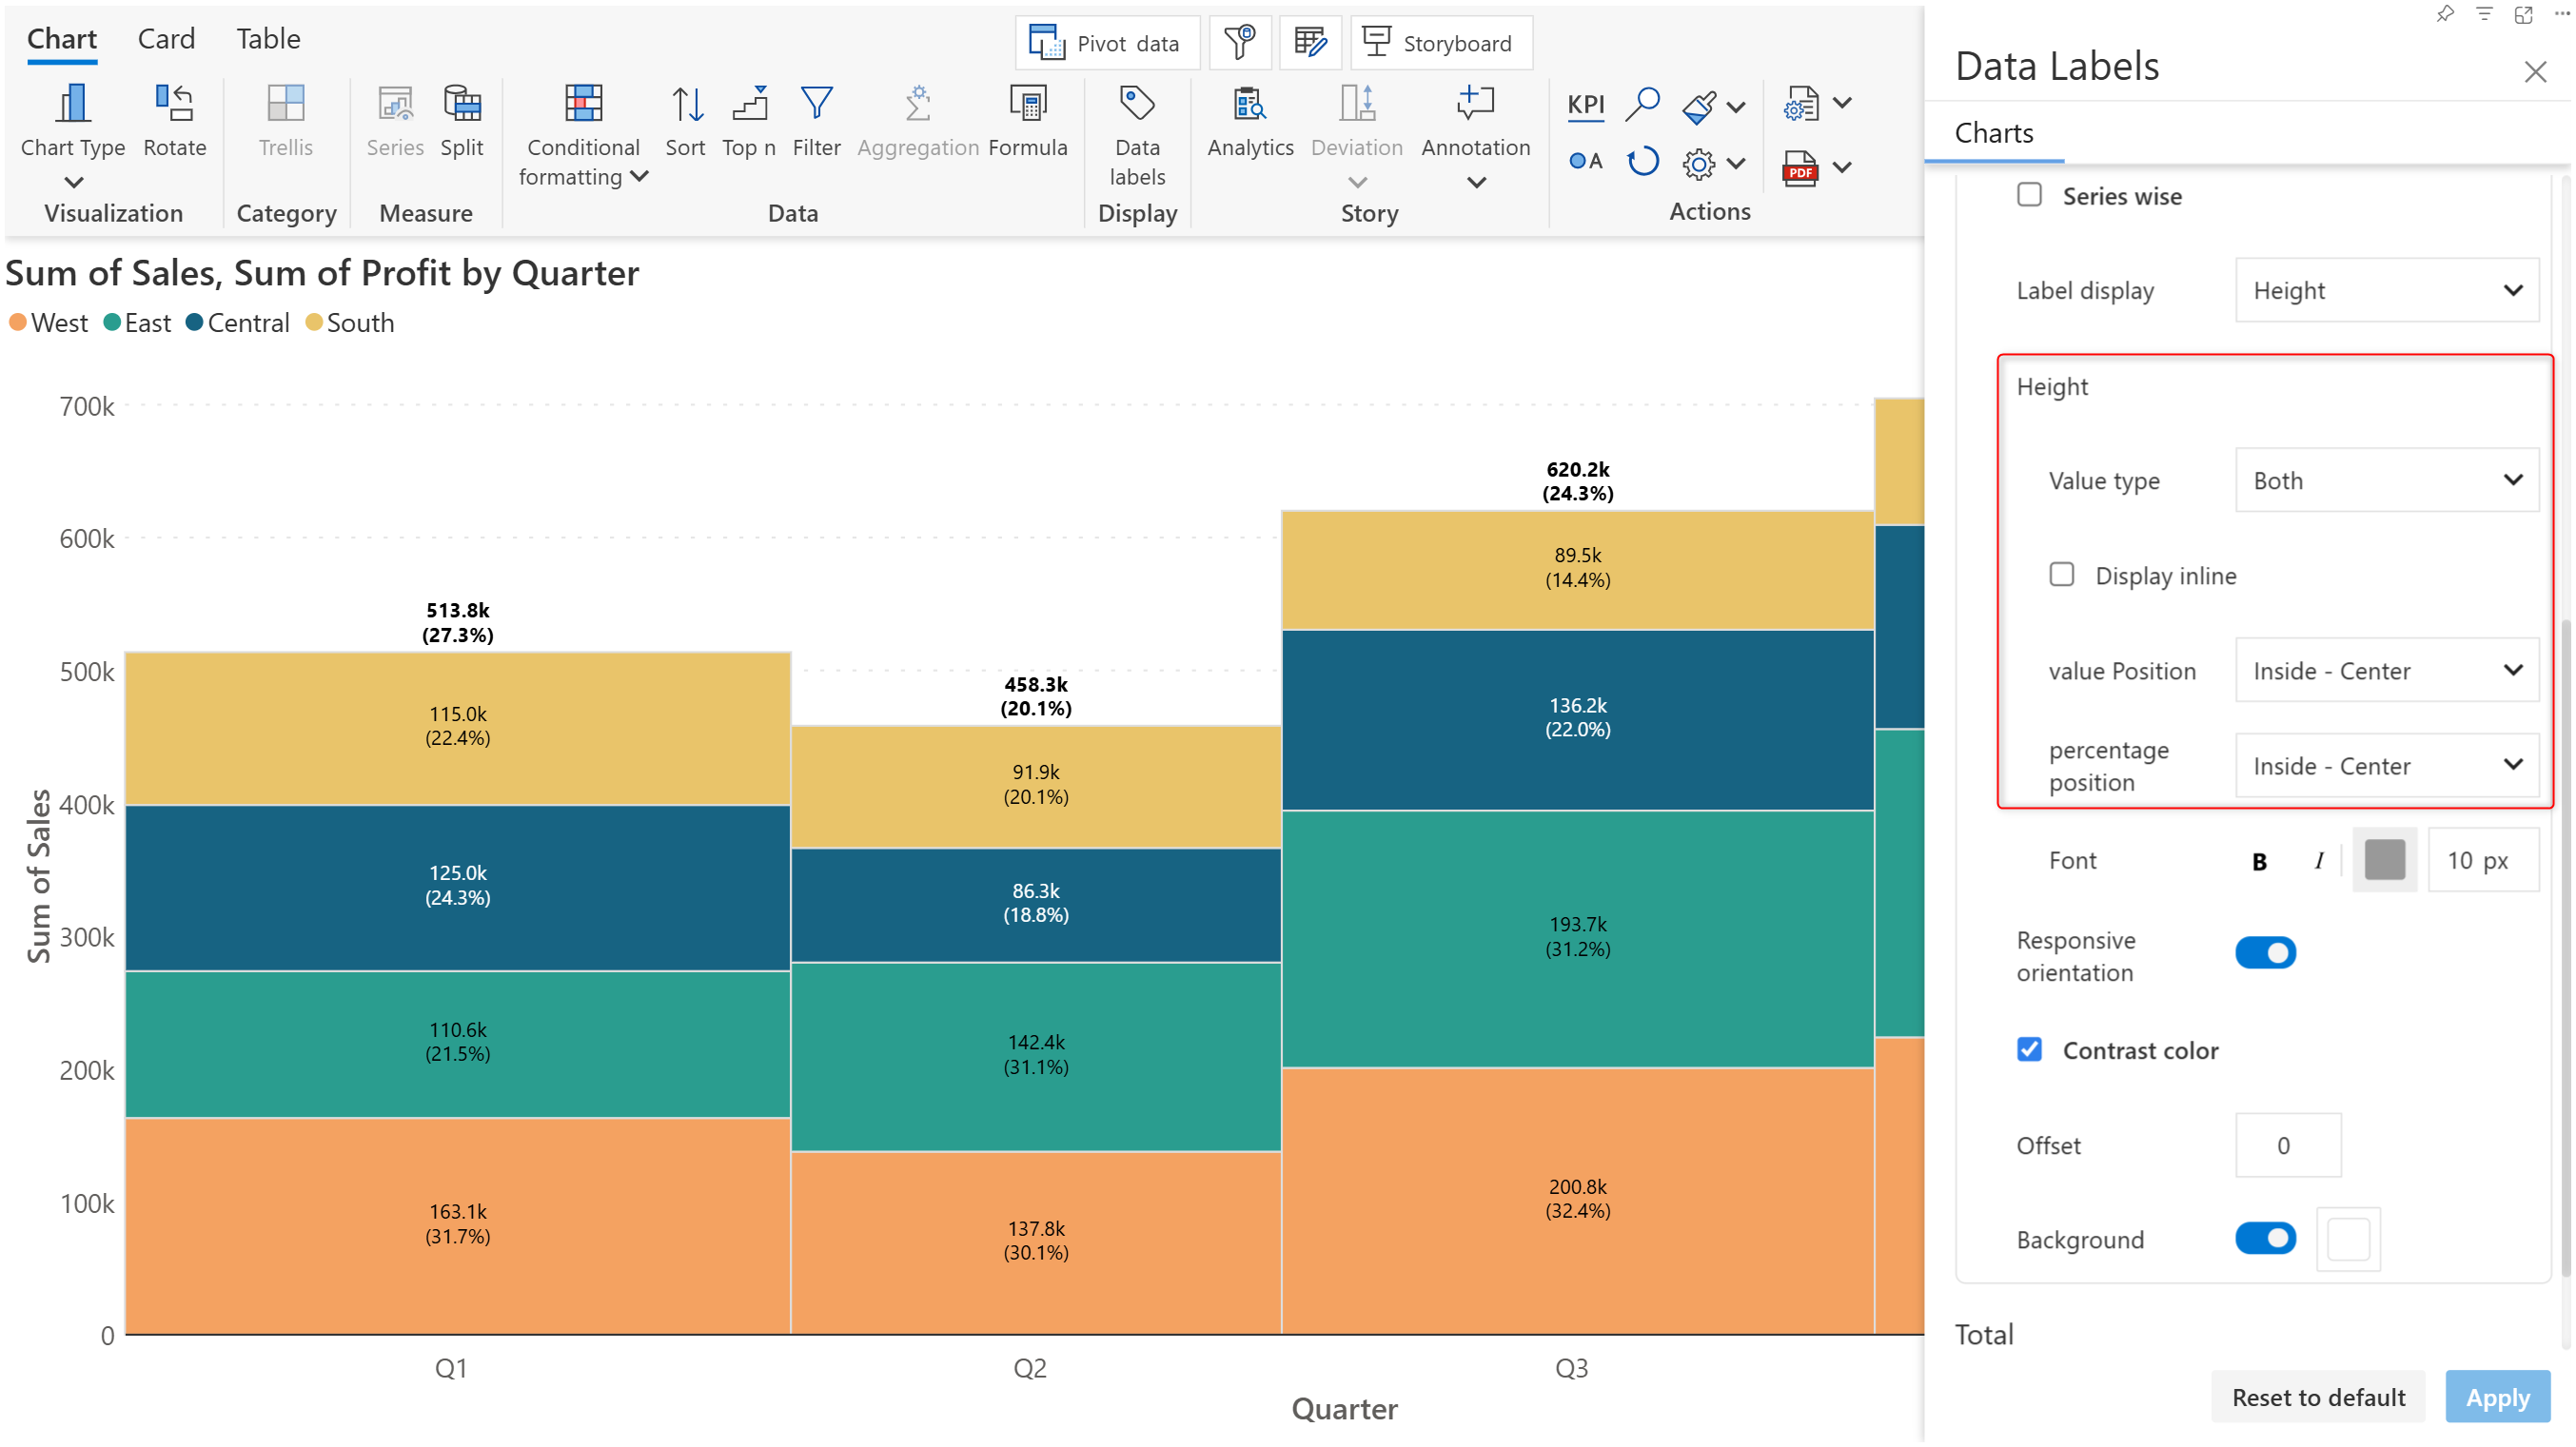 Chart Card Table
Pivot data
Storyboard
Chart Type
Rotate
Trellis
Series
Split
Conditional
formatting
Sort
Top n
Filter
Aggregation
Formula
Data
labels
Analytics
Deviation
Annotation
KPI
A
PDF
Visualization
Category
Measure
Data
Display
Story
Actions
Sum of Sales, Sum of Profit by Quarter
West East Central South
Sum of Sales
700k
600k
500k
400k
300k
200k
100k
0
513.8k
(27.3%)
115.0k
(22.4%)
125.0k
(24.3%)
110.6k
(21.5%)
163.1k
(31.7%)
458.3k
(20.1%)
91.9k
(20.1%)
86.3k
(18.8%)
142.4k
(31.1%)
137.8k
(30.1%)
620.2k
(24.3%)
89.5k
(14.4%)
136.2k
(22.0%)
193.7k
(31.2%)
200.8k
(32.4%)
Q1
Q2
Q3
Quarter
Data Labels
Charts
Series wise
Label display
Height
Height
Value type
Both
Display inline
value Position
Inside - Center
percentage
position
Inside - Center
Font
B I
10 px
Responsive
orientation
Contrast color
Offset
0
Background
Total
Reset to default
Apply